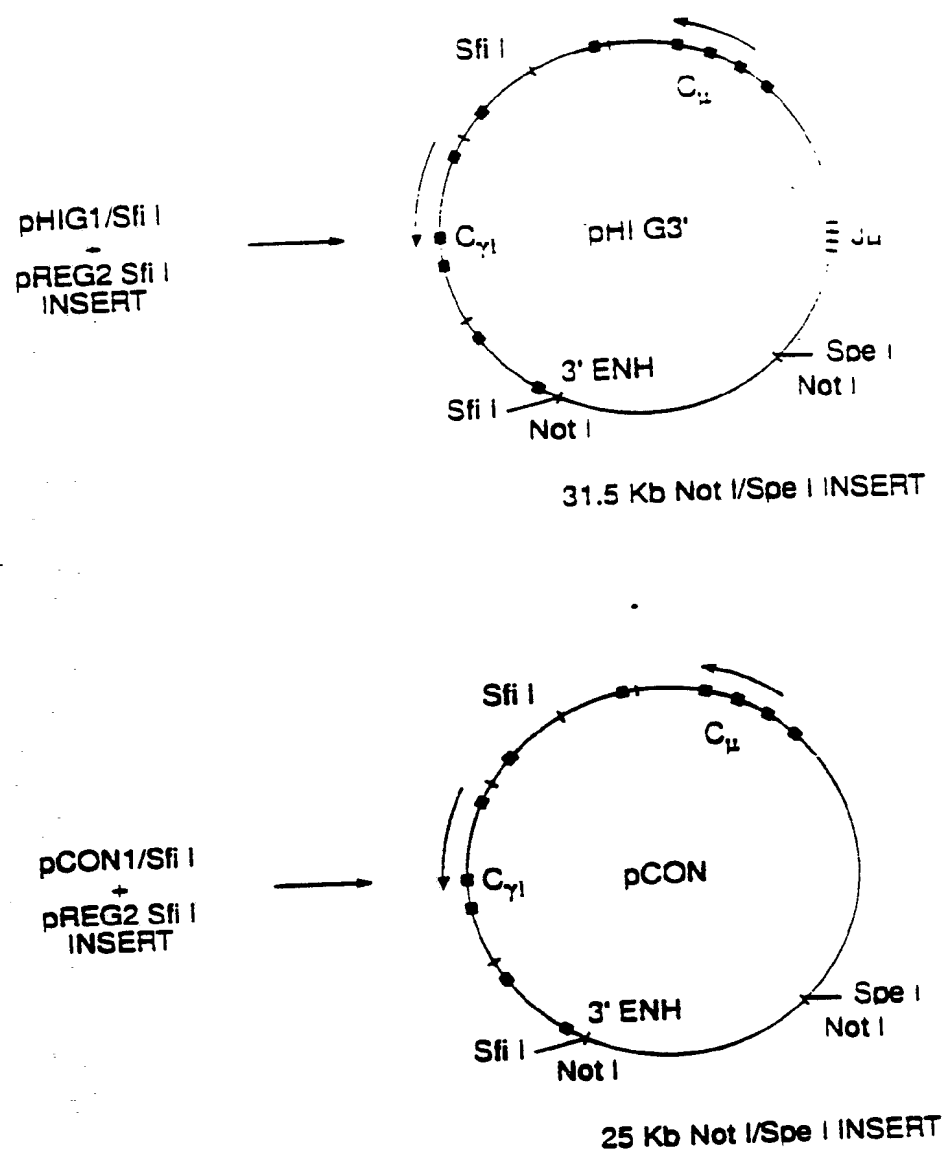 Sfi I
Cμ
pHIG1/Sfi I
+
pREG2 Sfi I
INSERT
Cγ1
pHI G3'
3' ENH
Spe I
Not I
Sfi I
Not I
31.5 Kb Not I/Spe I INSERT
Sfi I
Cμ
pCON1/Sfi I
+
pREG2 Sfi I
INSERT
Cγ1
pCON
3' ENH
Spe I
Not I
Sfi I
Not I
25 Kb Not I/Spe I INSERT